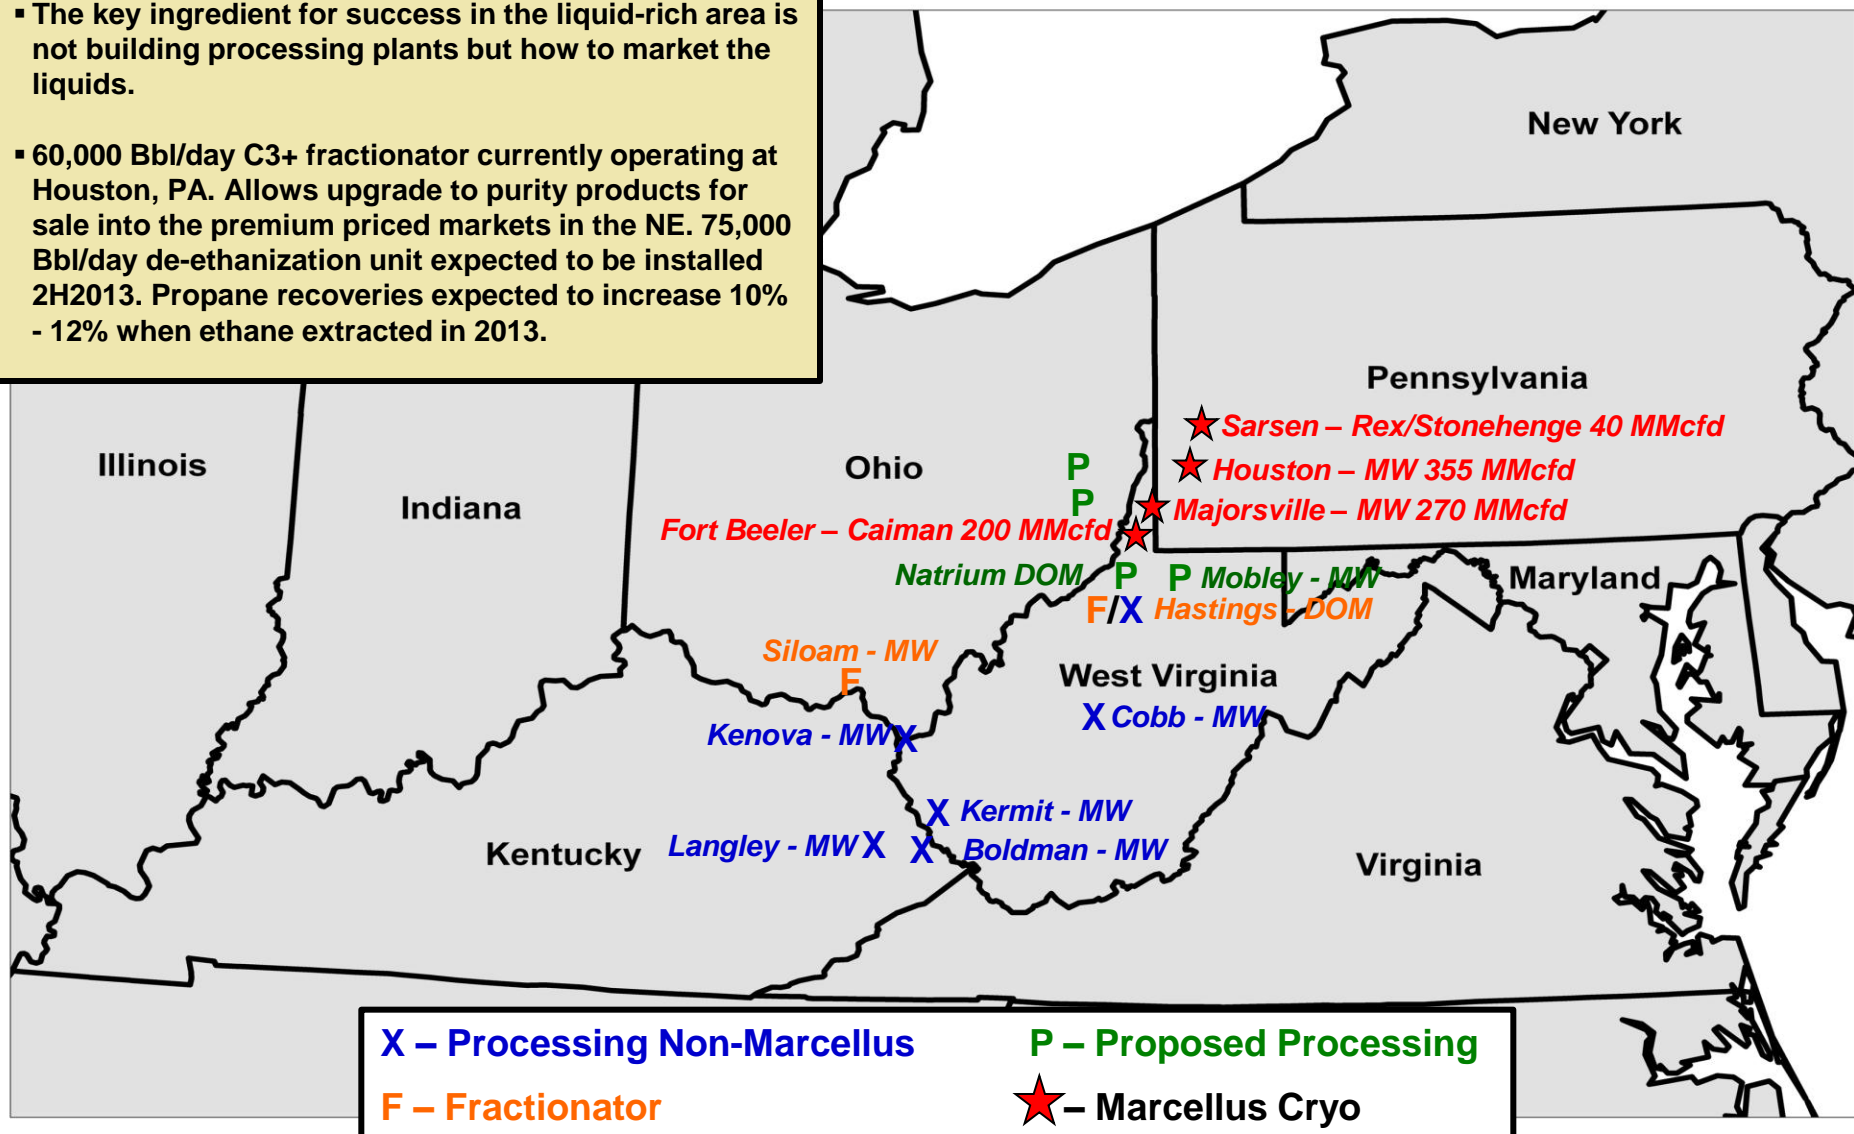 ▪ The key ingredient for success in the liquid-rich area is
not building processing plants but how to market the
liquids.
▪ 60,000 Bbl/day C3+ fractionator currently operating at
Houston, PA. Allows upgrade to purity products for
sale into the premium priced markets in the NE. 75,000
Bbl/day de-ethanization unit expected to be installed
2H2013. Propane recoveries expected to increase 10%
- 12% when ethane extracted in 2013.
New York
Pennsylvania
Sarsen – Rex/Stonehenge 40 MMcfd
Illinois
Ohio
P
Houston – MW 355 MMcfd
Indiana
P
Majorsville – MW 270 MMcfd
Fort Beeler – Caiman 200 MMcfd
Natrium DOM P
P Mobley - MW
Maryland
F/X Hastings - DOM
Siloam - MW
F
West Virginia
X Cobb - MW
Kenova - MW X
X Kermit - MW
Kentucky
Langley - MW X
X Boldman - MW
Virginia
X – Processing Non-Marcellus
P – Proposed Processing
F – Fractionator
– Marcellus Cryo